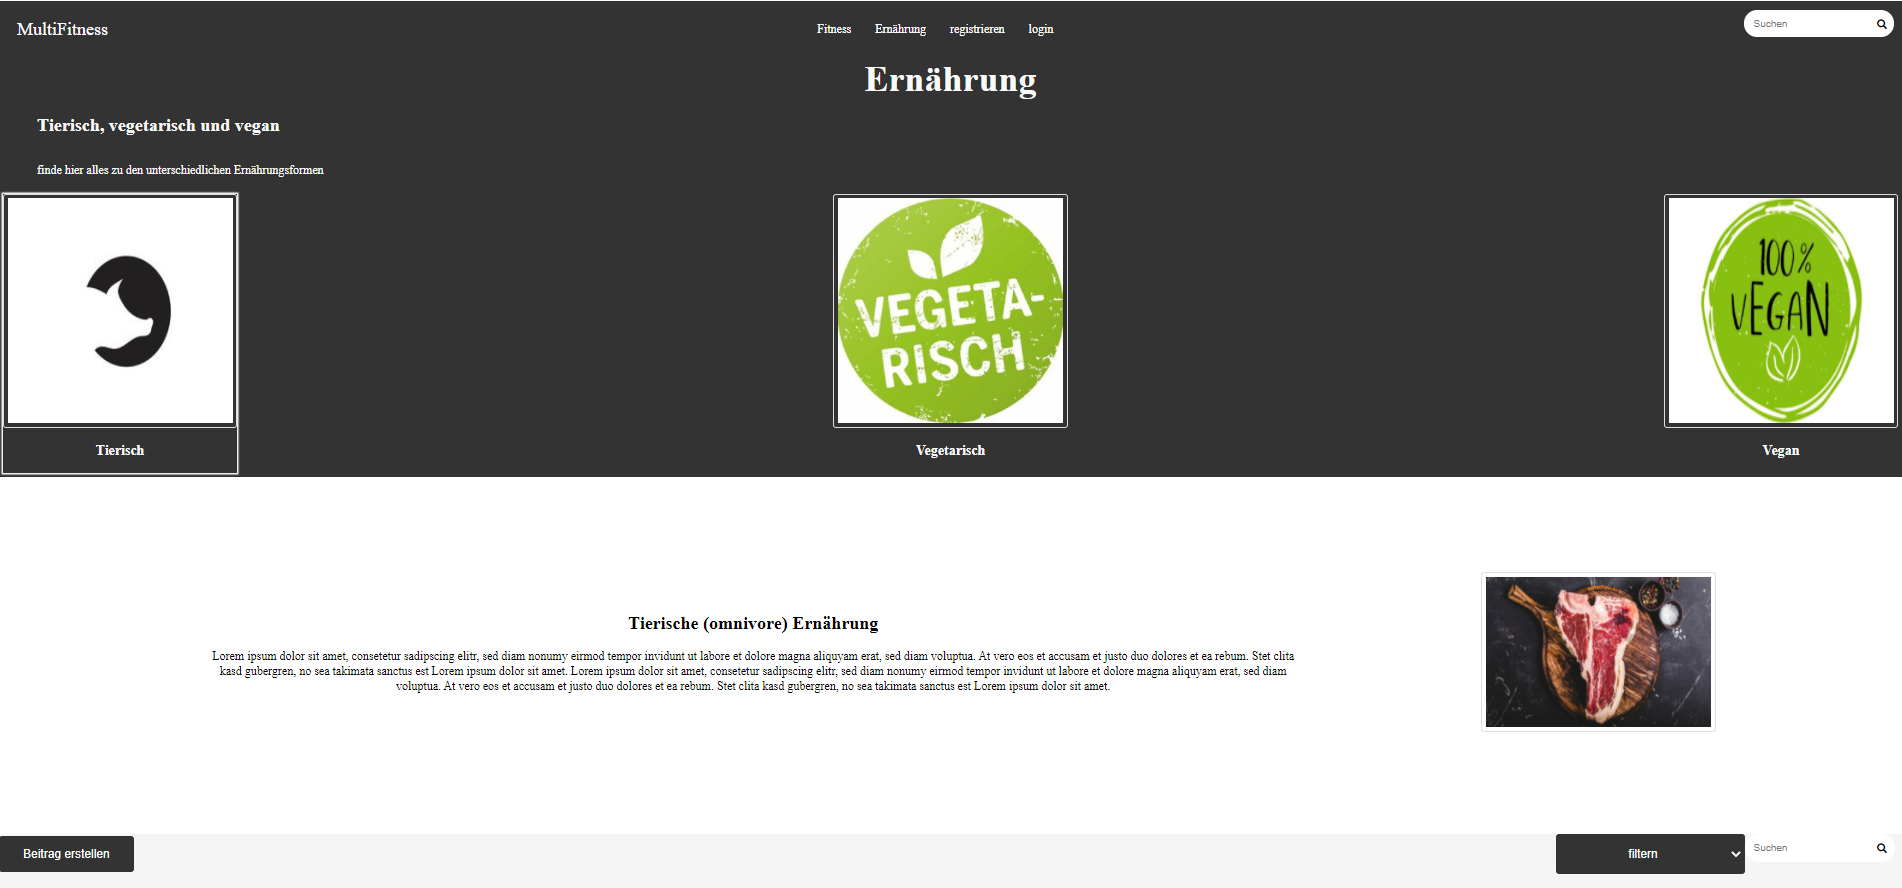 MultiFitness
Fitness Ernährung registrieren login
Suchen
Ernährung
Tierisch, vegetarisch und vegan
finde hier alles zu den unterschiedlichen Ernährungsformen
VEGETA-
RISCH
100%
VEGAN
Tierisch
Vegetarisch
Vegan
Tierische (omnivore) Ernährung
Lorem ipsum dolor sit amet, consetetur sadipscing elitr, sed diam nonumy eirmod tempor invidunt ut labore et dolore magna aliquyam erat, sed diam voluptua. At vero eos et accusam et justo duo dolores et ea rebum. Stet clita
kasd gubergren, no sea takimata sanctus est Lorem ipsum dolor sit amet. Lorem ipsum dolor sit amet, consetetur sadipscing elitr, sed diam nonumy eirmod tempor invidunt ut labore et dolore magna aliquyam erat, sed diam
voluptua. At vero eos et accusam et justo duo dolores et ea rebum. Stet clita kasd gubergren, no sea takimata sanctus est Lorem ipsum dolor sit amet.
Beitrag erstellen
filtern
Suchen